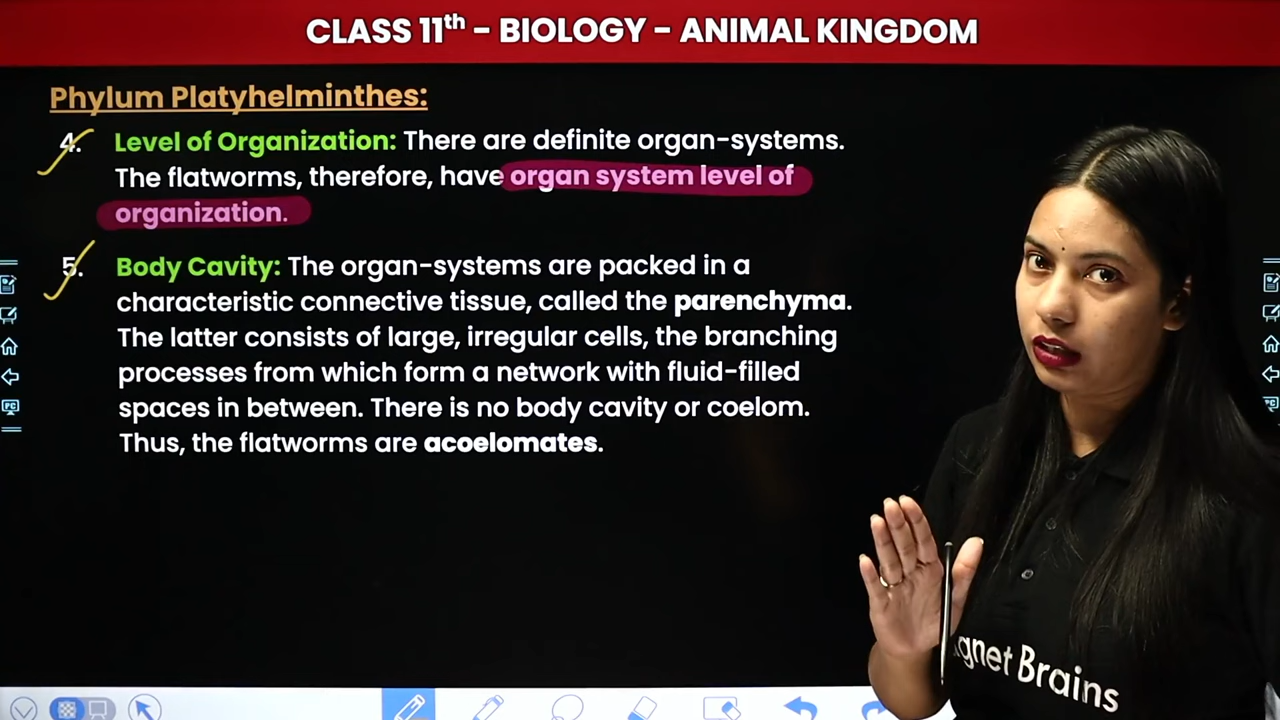 CLASS 11th - BIOLOGY - ANIMAL KINGDOM
Phylum Platyhelminthes:
4. Level of Organization: There are definite organ-systems.
The flatworms, therefore, have organ system level of
organization.
5. Body Cavity: The organ-systems are packed in a
characteristic connective tissue, called the parenchyma.
The latter consists of large, irregular cells, the branching
processes from which form a network with fluid-filled
spaces in between. There is no body cavity or coelom.
Thus, the flatworms are acoelomates.
gnet Brains